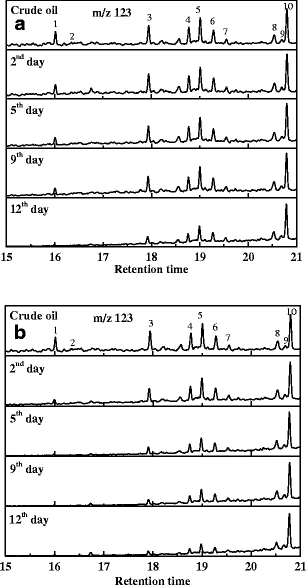 Crude oil m/z 123
a
1 2 3 4 5 6 7 8 9 10
2nd day
5th day
9th day
12th day
15 16 17 18 19 20 21
Retention time
Crude oil m/z 123
b
1 2 3 4 5 6 7 8 9 10
2nd day
5th day
9th day
12th day
15 16 17 18 19 20 21
Retention time